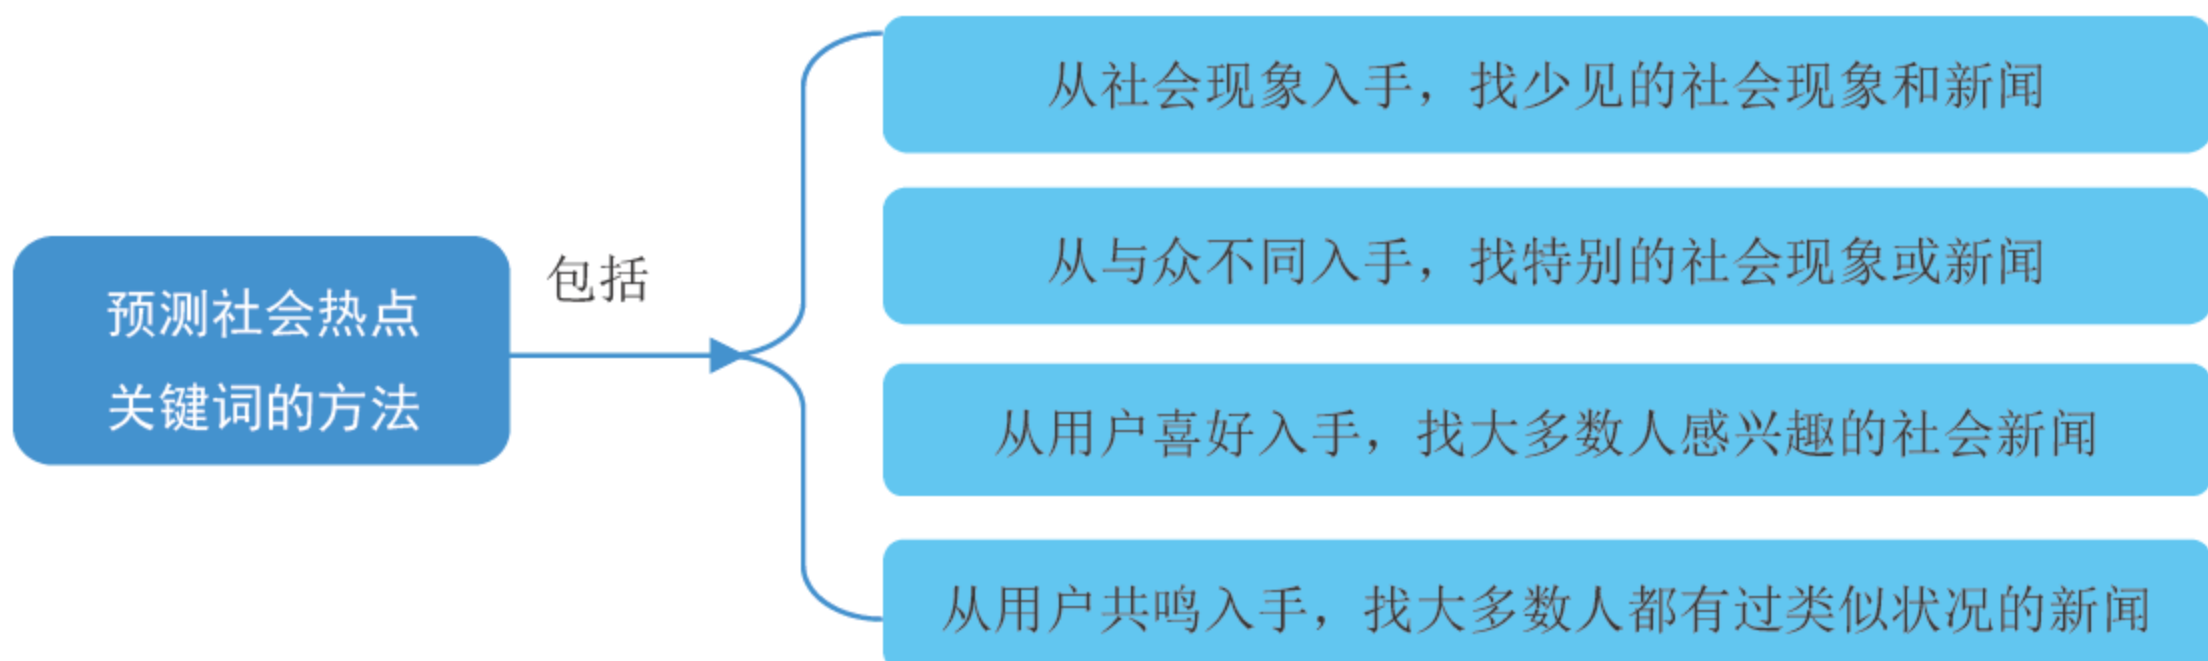 预测社会热点
关键词的方法
包括
从社会现象入手，找少见的社会现象和新闻
从与众不同入手，找特别的社会现象或新闻
从用户喜好入手，找大多数人感兴趣的社会新闻
从用户共鸣入手，找大多数人都有过类似状况的新闻